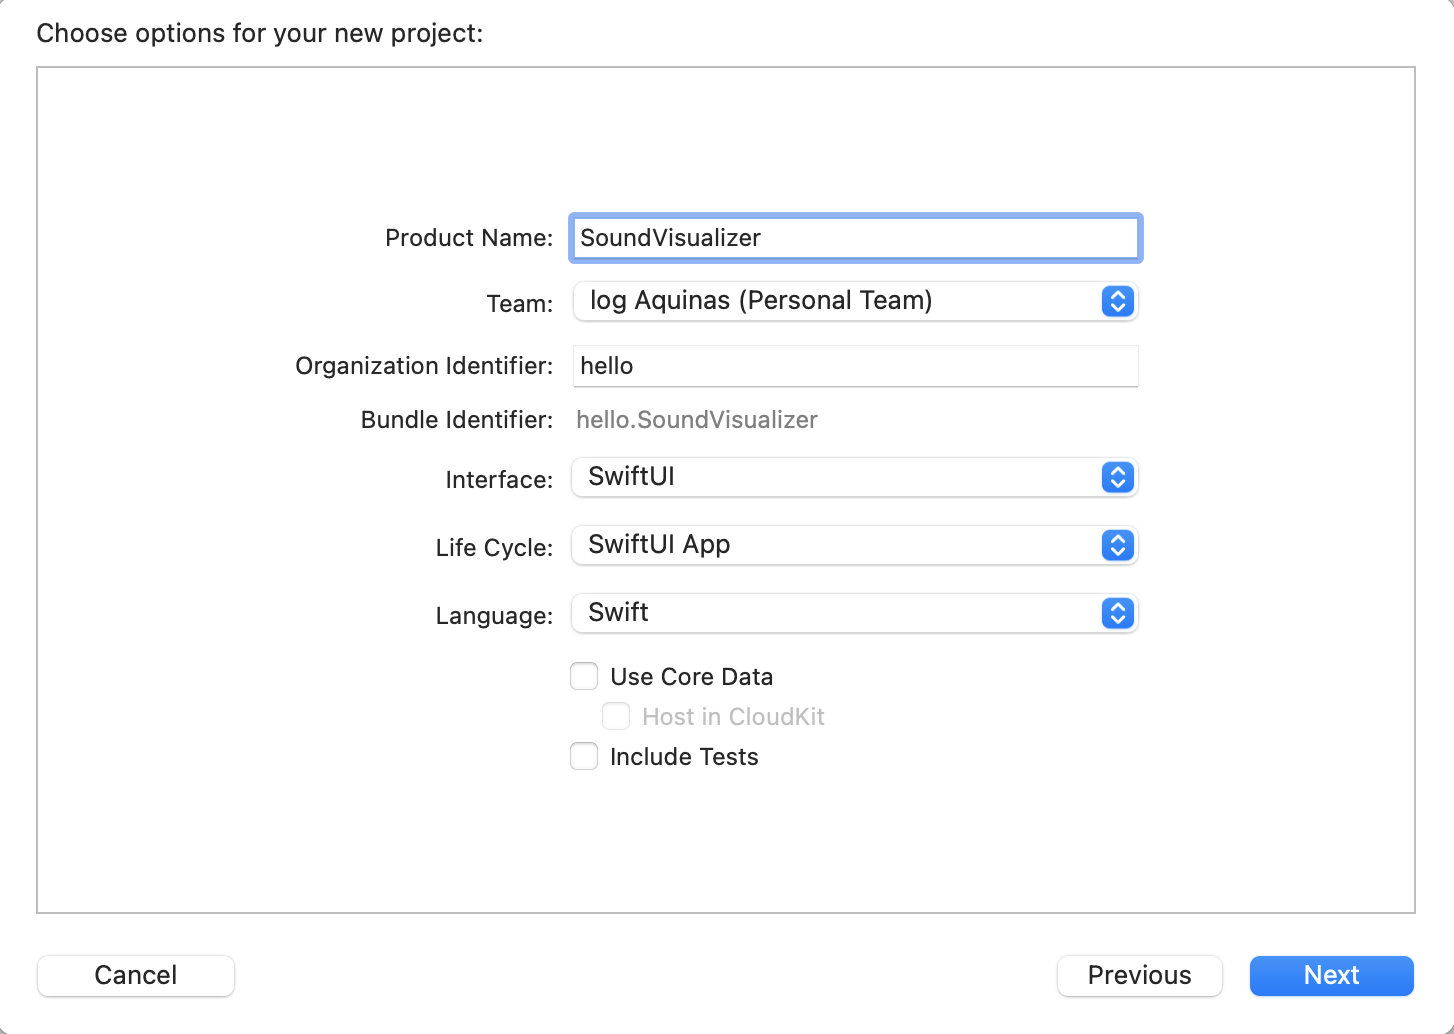 Choose options for your new project:
Product Name: SoundVisualizer
Team: log Aquinas (Personal Team)
Organization Identifier: hello
Bundle Identifier: hello.SoundVisualizer
Interface: SwiftUI
Life Cycle: SwiftUI App
Language: Swift
Use Core Data
Host in CloudKit
Include Tests
Cancel Previous Next